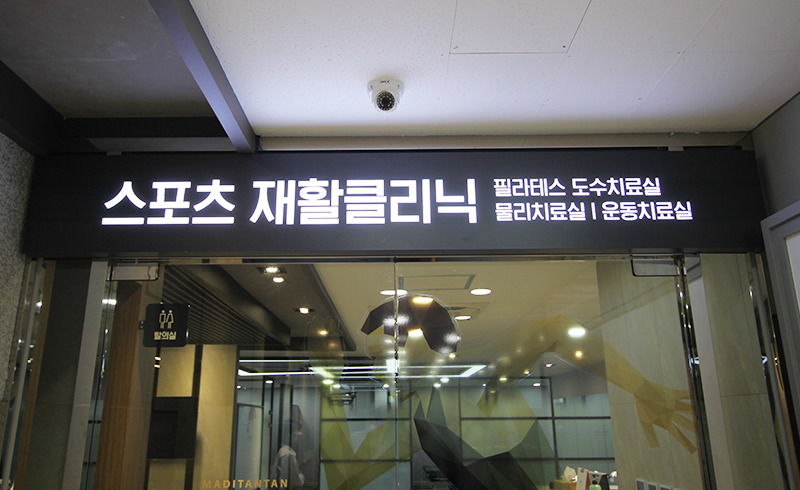 스포츠 재활클리닉
필라테스 도수치료실
물리치료실 | 운동치료실
탈의실
MADITANTAN